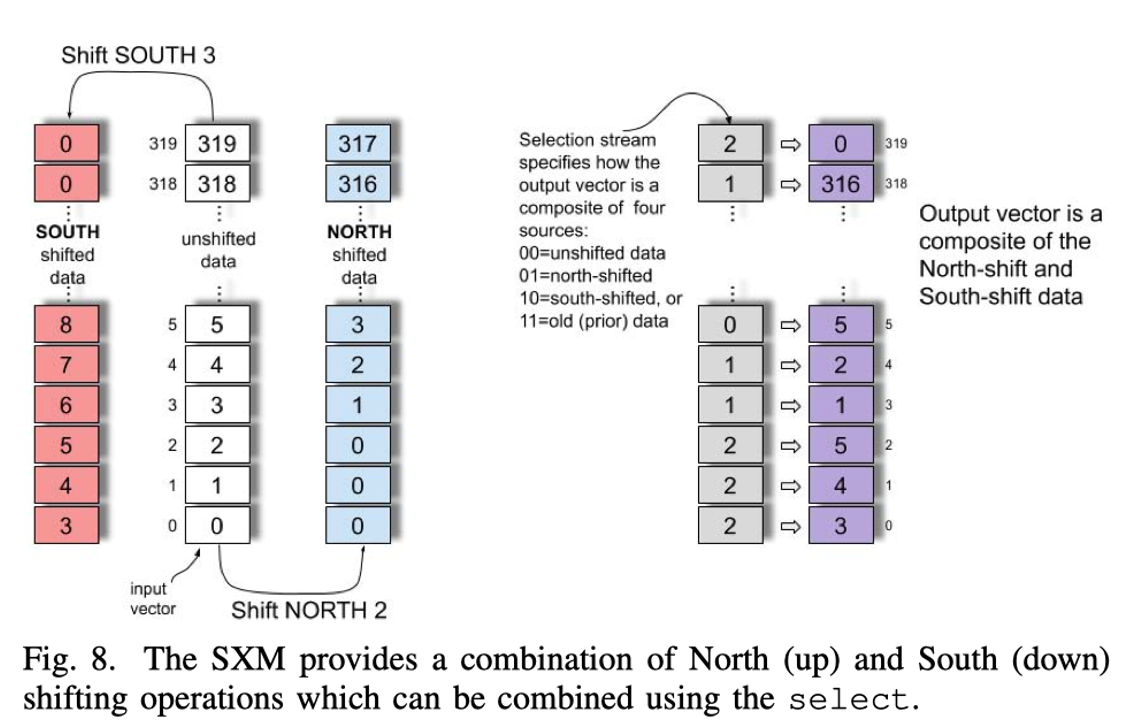 Shift SOUTH 3
0
0
SOUTH
shifted
data
8
7
6
5
4
3
319 319
318 318
unshifted
data
5 5
4 4
3 3
2 2
1 1
0 0
input
vector
317
316
NORTH
shifted
data
3
2
1
0
0
0
Shift NORTH 2
Selection stream
specifies how the
output vector is a
composite of four
sources:
00=unshifted data
01=north-shifted
10=south-shifted, or
11=old (prior) data
2 ⇨ 0 319
1 ⇨ 316 318
0 ⇨ 5 5
1 ⇨ 2 4
1 ⇨ 1 3
2 ⇨ 5 2
2 ⇨ 4 1
2 ⇨ 3 0
Output vector is a
composite of the
North-shift and
South-shift data
Fig. 8. The SXM provides a combination of North (up) and South (down)
shifting operations which can be combined using the select.